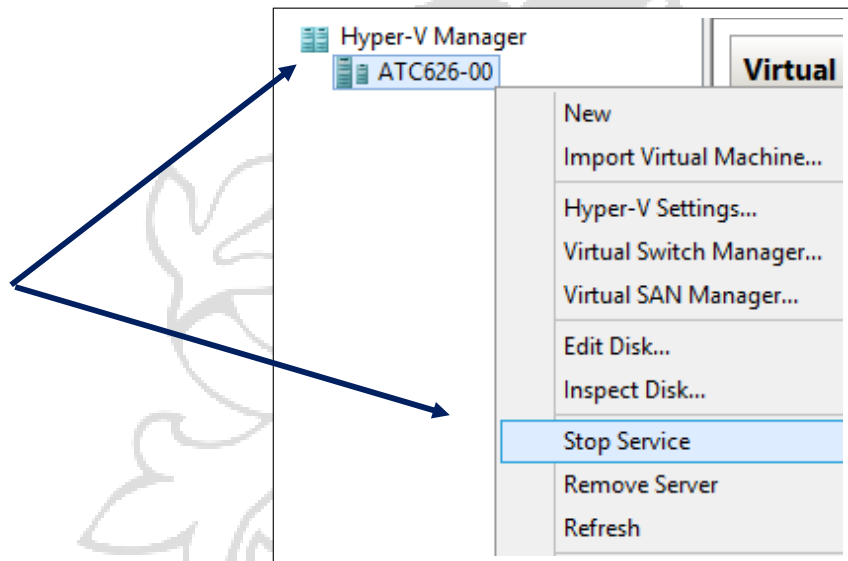 Hyper-V Manager
ATC626-00
Virtual
New
Import Virtual Machine...
Hyper-V Settings...
Virtual Switch Manager...
Virtual SAN Manager...
Edit Disk...
Inspect Disk...
Stop Service
Remove Server
Refresh